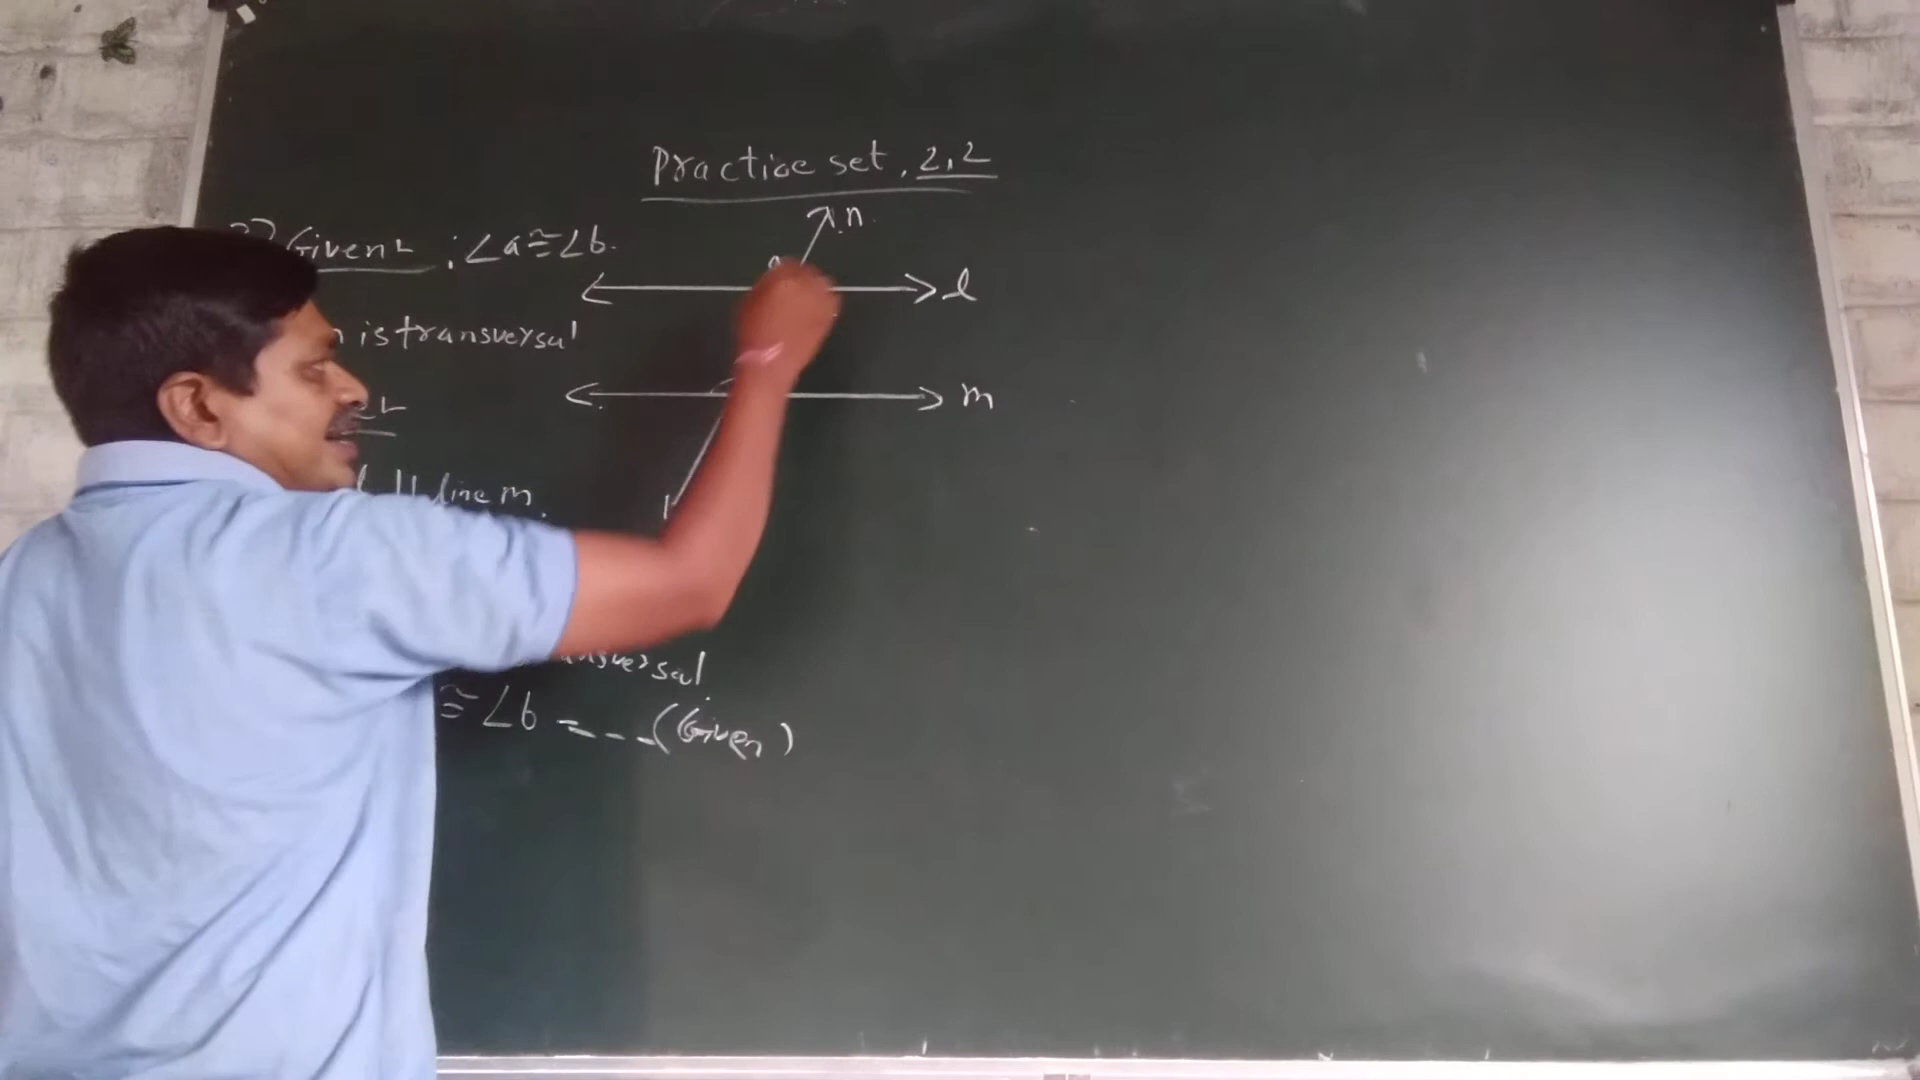 Practice set. 2.2
Given : ∠a ≅ ∠b.
n
a
l
n is transversal
m
l || line m.
transversal
≅ ∠b ---- (Given)